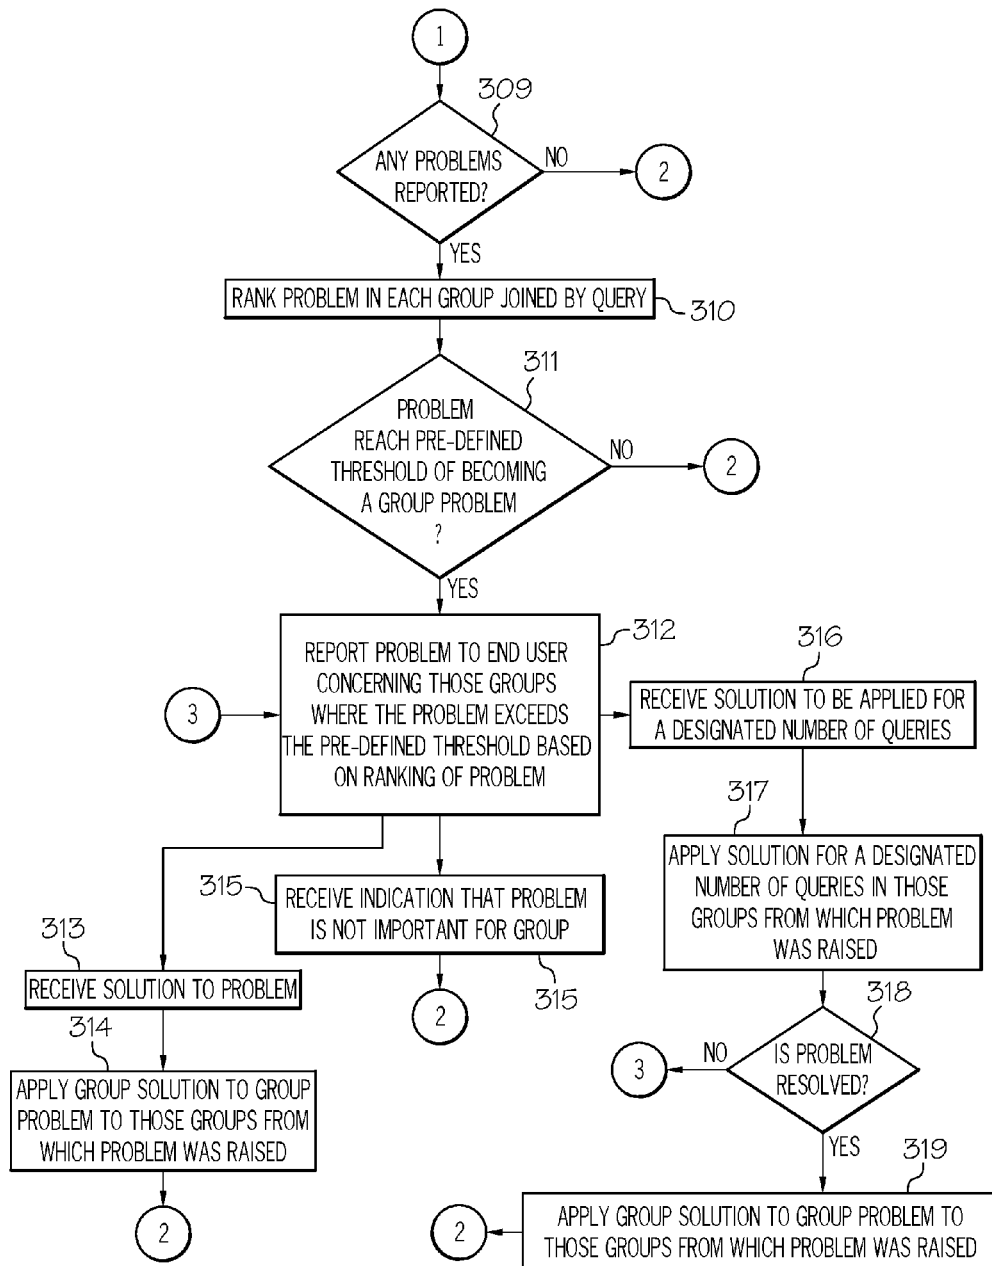 1
309
ANY PROBLEMS
REPORTED?
NO
2
YES
RANK PROBLEM IN EACH GROUP JOINED BY QUERY
310
311
PROBLEM
REACH PRE-DEFINED
THRESHOLD OF BECOMING
A GROUP PROBLEM
?
NO
2
YES
312
REPORT PROBLEM TO END USER
CONCERNING THOSE GROUPS
WHERE THE PROBLEM EXCEEDS
THE PRE-DEFINED THRESHOLD BASED
ON RANKING OF PROBLEM
3
316
RECEIVE SOLUTION TO BE APPLIED FOR
A DESIGNATED NUMBER OF QUERIES
317
APPLY SOLUTION FOR A DESIGNATED
NUMBER OF QUERIES IN THOSE
GROUPS FROM WHICH PROBLEM
WAS RAISED
315
RECEIVE INDICATION THAT PROBLEM
IS NOT IMPORTANT FOR GROUP
315
2
313
RECEIVE SOLUTION TO PROBLEM
314
APPLY GROUP SOLUTION TO GROUP
PROBLEM TO THOSE GROUPS FROM
WHICH PROBLEM WAS RAISED
2
318
IS PROBLEM
RESOLVED?
NO
3
YES
319
APPLY GROUP SOLUTION TO GROUP PROBLEM TO
THOSE GROUPS FROM WHICH PROBLEM WAS RAISED
2